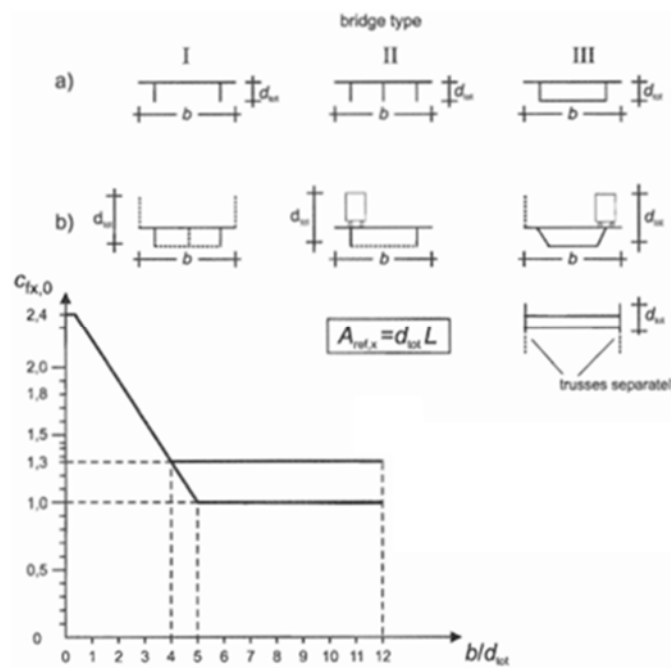 bridge type
I II III
a) d_tot d_tot d_tot
b b b
b) d_tot d_tot d_tot
b b b
c_fx,0
2,4
A_ref,x = d_tot L
d_tot
2,0
1,8
trusses separatel
1,5
1,3
1,0
0,5
0
0 1 2 3 4 5 6 7 8 9 10 11 12
b/d_tot